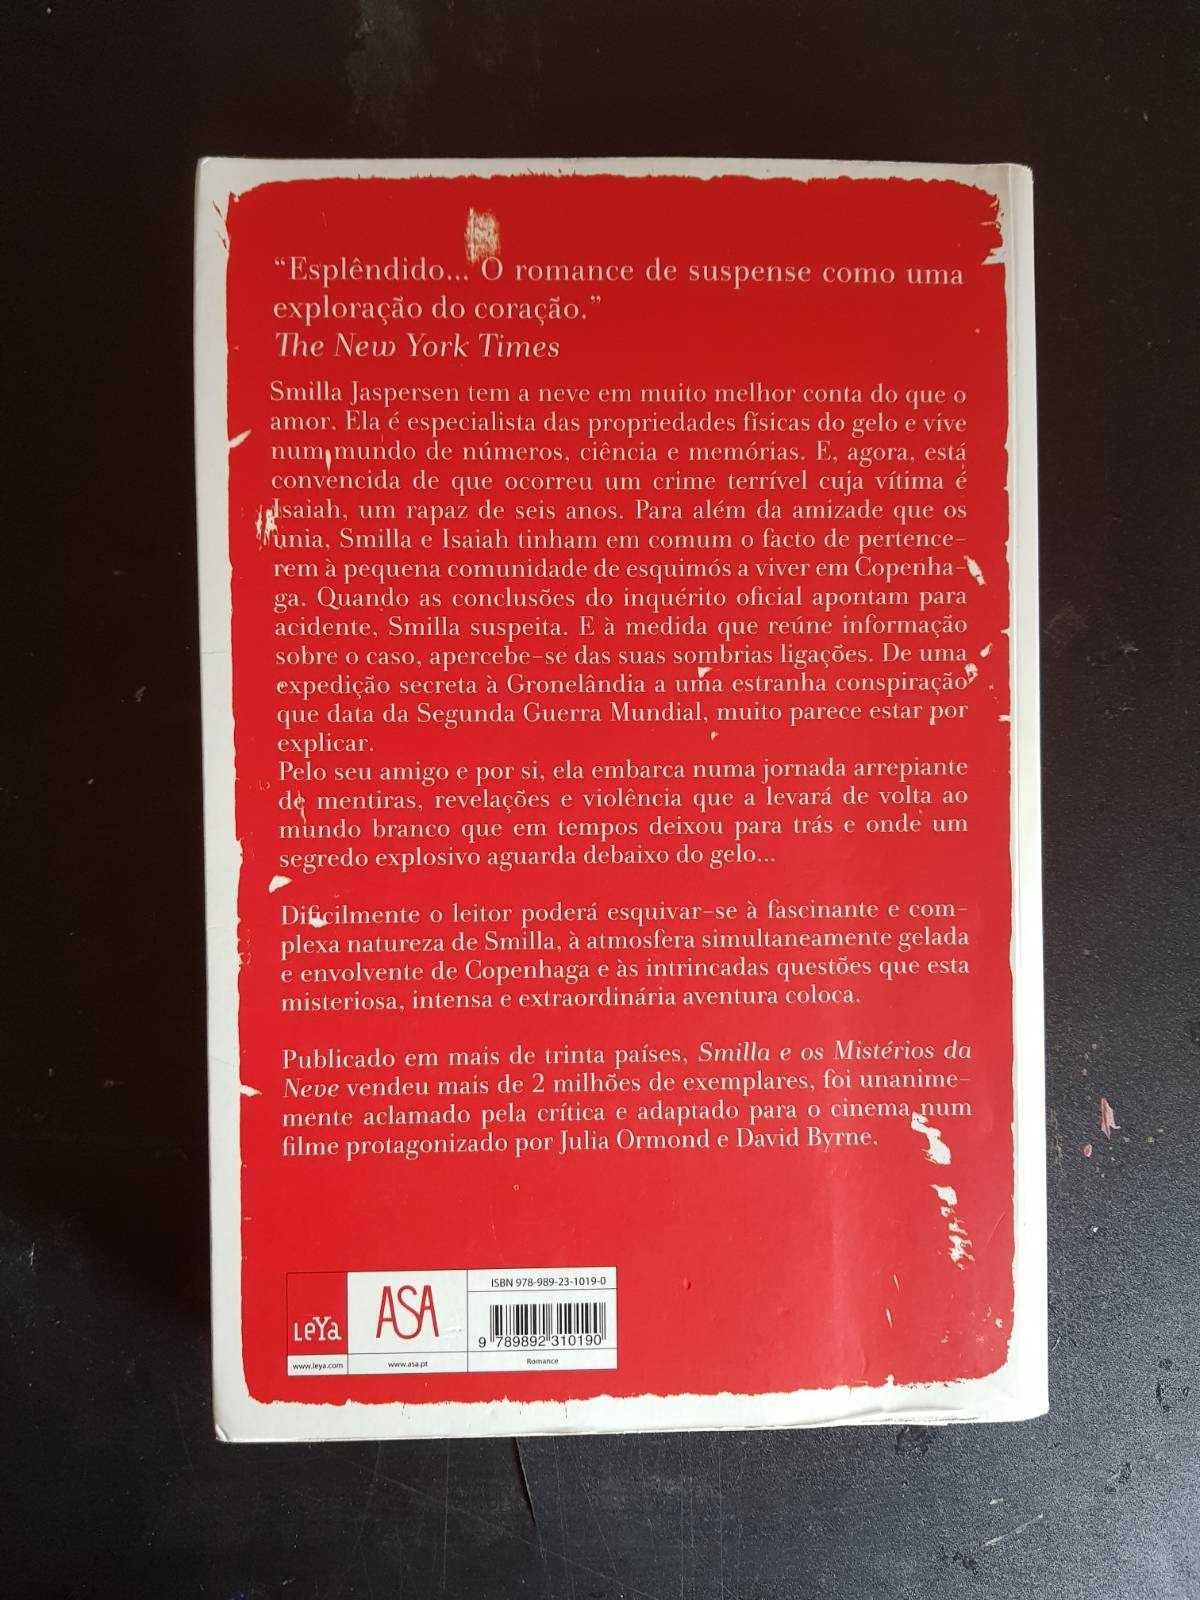 “Esplêndido... O romance de suspense como uma
exploração do coração.”
The New York Times
Smilla Jaspersen tem a neve em muito melhor conta do que o
amor. Ela é especialista das propriedades físicas do gelo e vive
num mundo de números, ciência e memórias. E, agora, está
convencida de que ocorreu um crime terrível cuja vítima é
Isaiah, um rapaz de seis anos. Para além da amizade que os
unia, Smilla e Isaiah tinham em comum o facto de pertence-
rem à pequena comunidade de esquimós a viver em Copenha-
ga. Quando as conclusões do inquérito oficial apontam para
acidente, Smilla suspeita. E à medida que reúne informação
sobre o caso, apercebe-se das suas sombrias ligações. De uma
expedição secreta à Gronelândia a uma estranha conspiração
que data da Segunda Guerra Mundial, muito parece estar por
explicar.
Pelo seu amigo e por si, ela embarca numa jornada arrepiante
de mentiras, revelações e violência que a levará de volta ao
mundo branco que em tempos deixou para trás e onde um
segredo explosivo aguarda debaixo do gelo...
Dificilmente o leitor poderá esquivar-se à fascinante e com-
plexa natureza de Smilla, à atmosfera simultaneamente gelada
e envolvente de Copenhaga e às intrincadas questões que esta
misteriosa, intensa e extraordinária aventura coloca.
Publicado em mais de trinta países, Smilla e os Mistérios da
Neve vendeu mais de 2 milhões de exemplares, foi unanime-
mente aclamado pela crítica e adaptado para o cinema num
filme protagonizado por Julia Ormond e David Byrne.
LeYa
www.leya.com
ASA
www.asa.pt
ISBN 978-989-23-1019-0
9 789892 310190
Romance